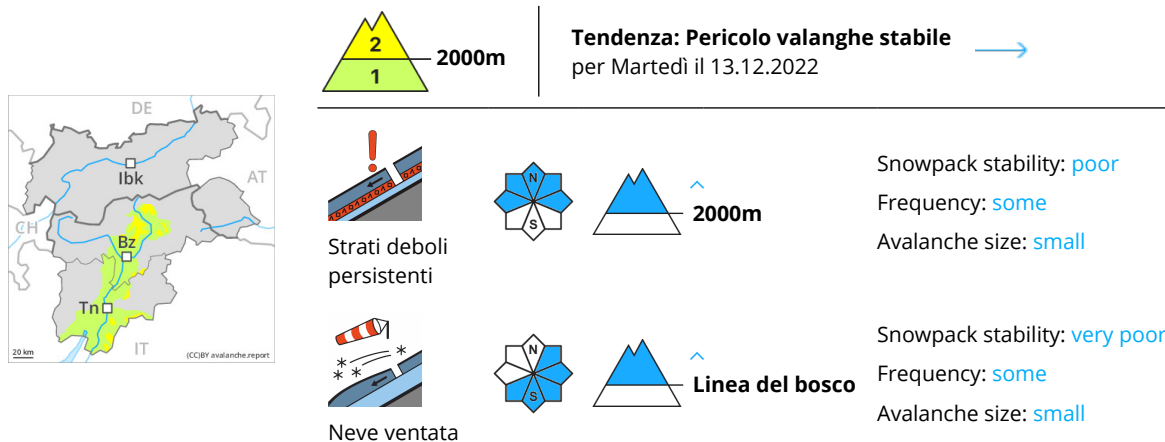 2
1
2000m
Tendenza: Pericolo valanghe stabile
per Martedì il 13.12.2022
DE
Ibk
AT
CH
Bz
Tn
IT
20 km
(CC)BY avalanche.report
Strati deboli
persistenti
N
S
2000m
Snowpack stability: poor
Frequency: some
Avalanche size: small
Neve ventata
N
S
Linea del bosco
Snowpack stability: very poor
Frequency: some
Avalanche size: small